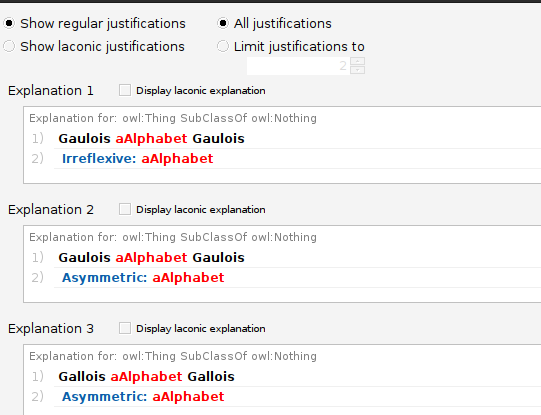 Show regular justifications All justifications
Show laconic justifications Limit justifications to
2
Explanation 1 Display laconic explanation
Explanation for: owl:Thing SubClassOf owl:Nothing
1) Gaulois aAlphabet Gaulois
2) Irreflexive: aAlphabet
Explanation 2 Display laconic explanation
Explanation for: owl:Thing SubClassOf owl:Nothing
1) Gaulois aAlphabet Gaulois
2) Asymmetric: aAlphabet
Explanation 3 Display laconic explanation
Explanation for: owl:Thing SubClassOf owl:Nothing
1) Gallois aAlphabet Gallois
2) Asymmetric: aAlphabet